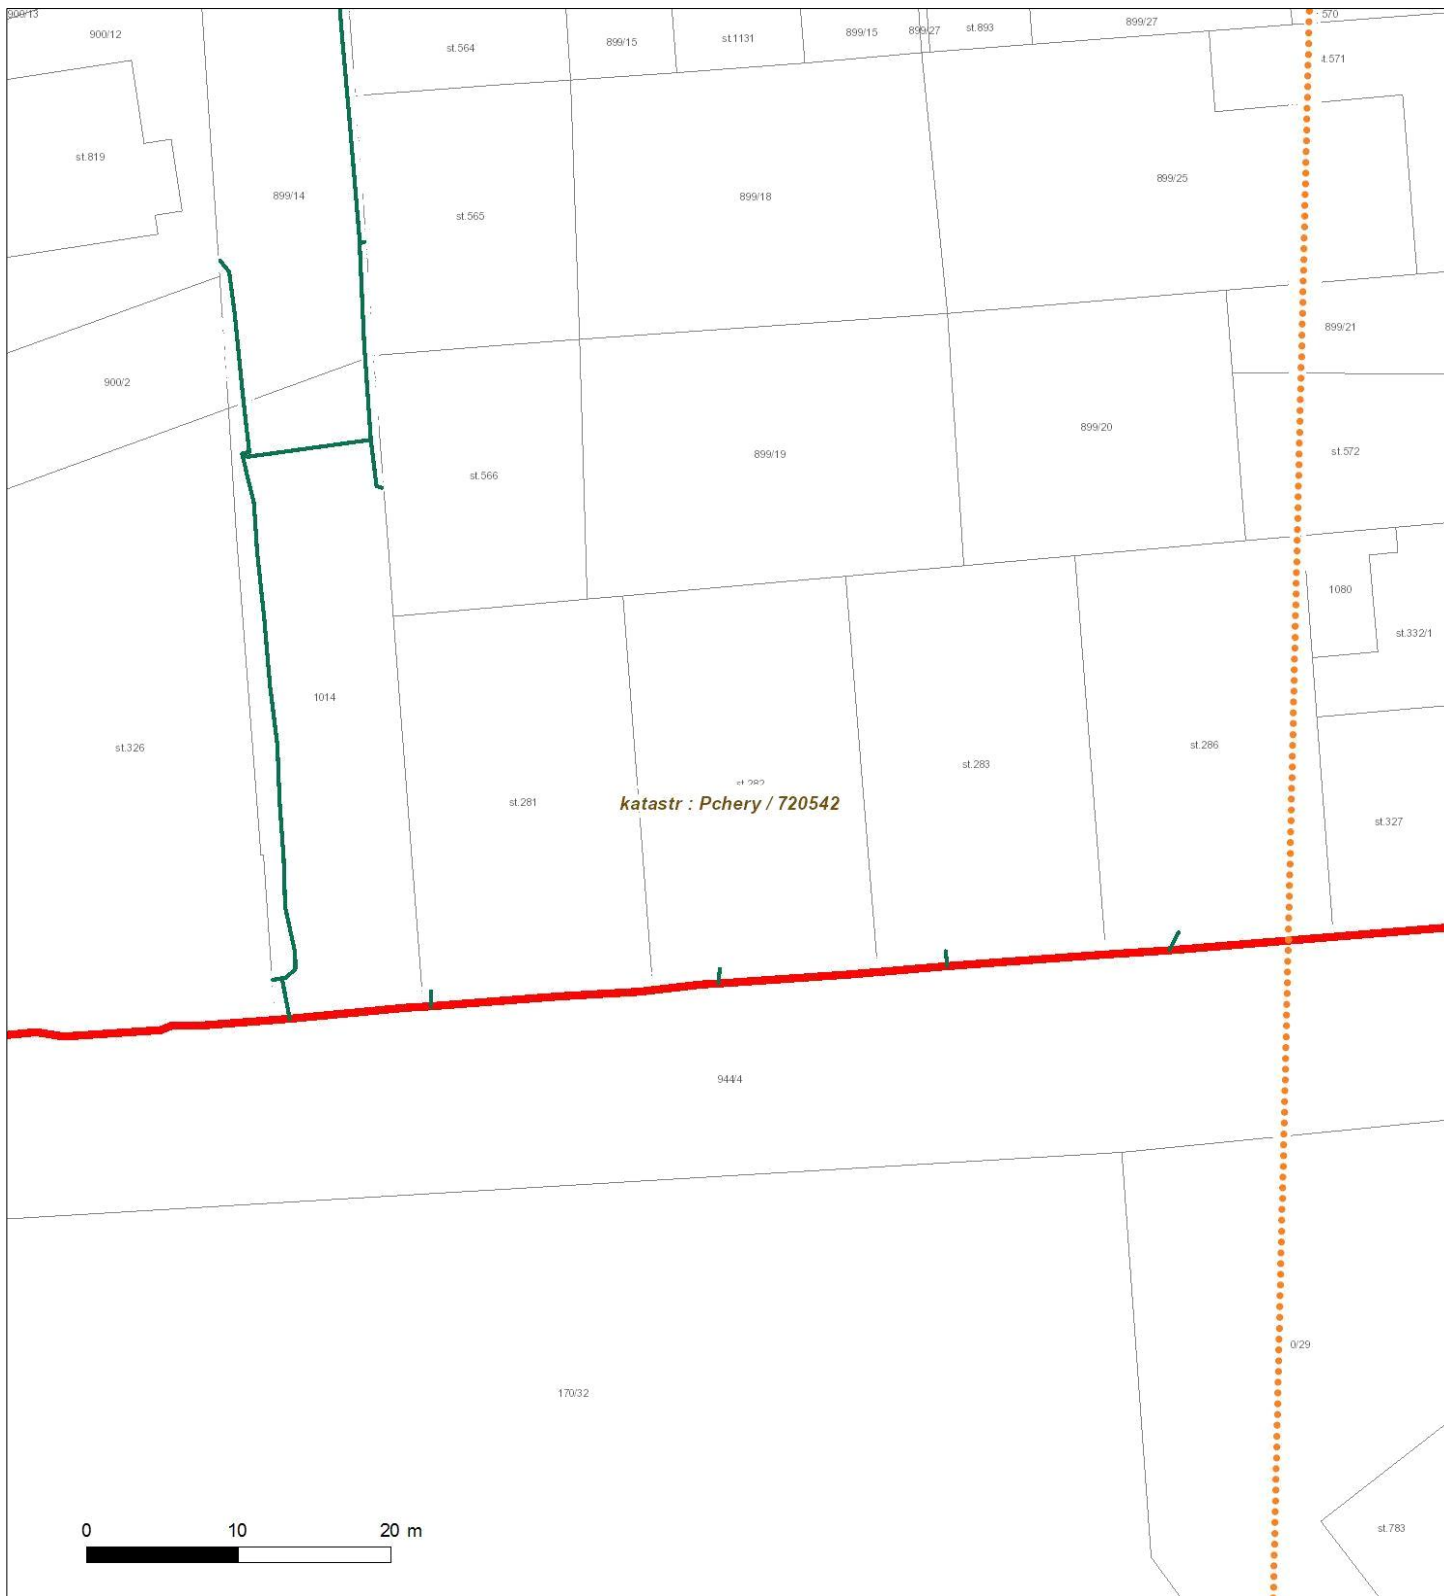 900/13
900/12
st.564
899/15
st.1131
899/15
899/27
st.893
899/27
570
st.571
st.819
899/14
st.565
899/18
899/25
899/21
900/2
st.566
899/19
899/20
st.572
1080
st.332/1
1014
st.326
st.281
st.282
st.283
st.286
katastr : Pchery / 720542
st.327
944/4
0/29
170/32
st.783
0 10 20 m